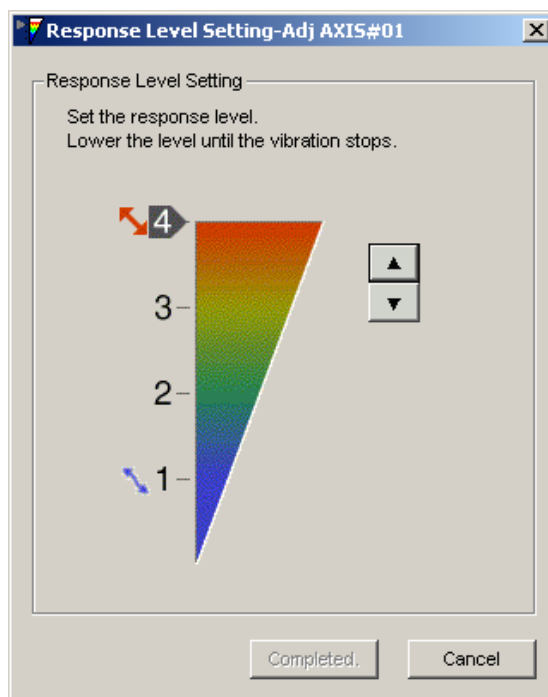 Response Level Setting-Adj AXIS#01
Response Level Setting
Set the response level.
Lower the level until the vibration stops.
4
3
2
1
Completed.
Cancel